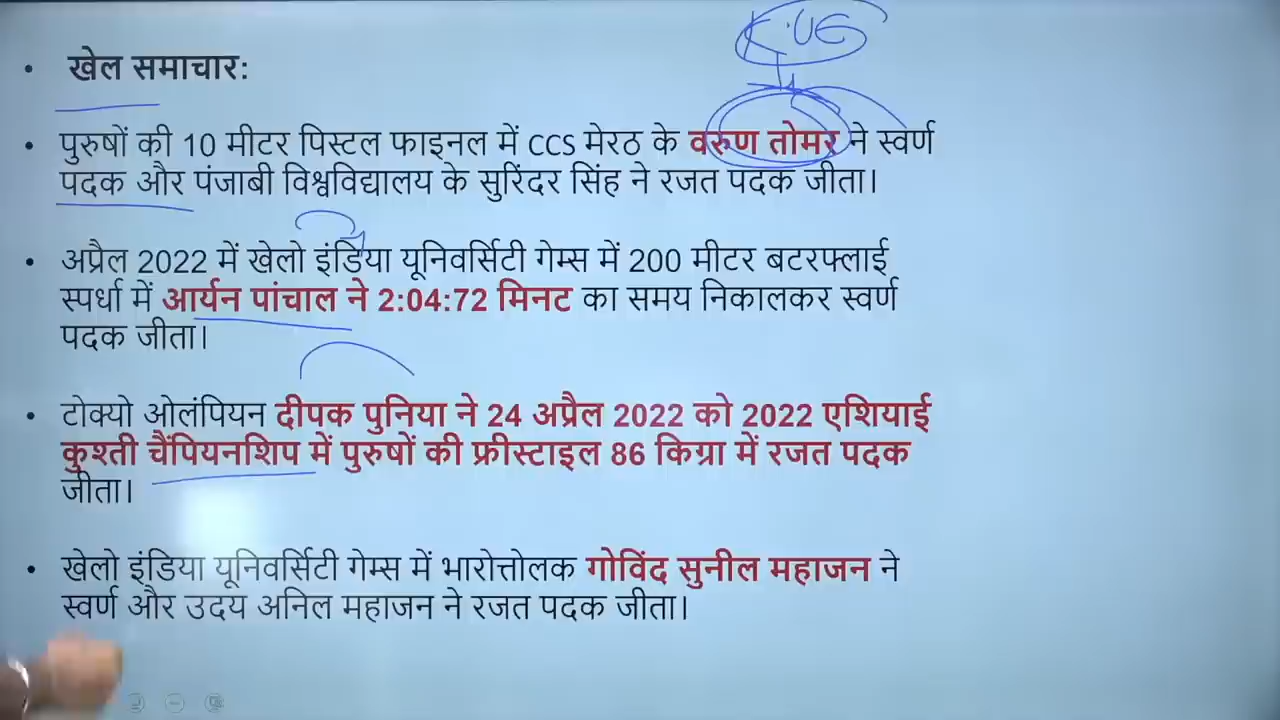 K.UG
खेल समाचार:
पुरुषों की 10 मीटर पिस्टल फाइनल में CCS मेरठ के वरुण तोमर ने स्वर्ण
पदक और पंजाबी विश्वविद्यालय के सुरिंदर सिंह ने रजत पदक जीता।
अप्रैल 2022 में खेलो इंडिया यूनिवर्सिटी गेम्स में 200 मीटर बटरफ्लाई
स्पर्धा में आर्यन पांचाल ने 2:04:72 मिनट का समय निकालकर स्वर्ण
पदक जीता।
टोक्यो ओलंपियन दीपक पुनिया ने 24 अप्रैल 2022 को 2022 एशियाई
कुश्ती चैंपियनशिप में पुरुषों की फ्रीस्टाइल 86 किग्रा में रजत पदक
जीता।
खेलो इंडिया यूनिवर्सिटी गेम्स में भारोत्तोलक गोविंद सुनील महाजन ने
स्वर्ण और उदय अनिल महाजन ने रजत पदक जीता।